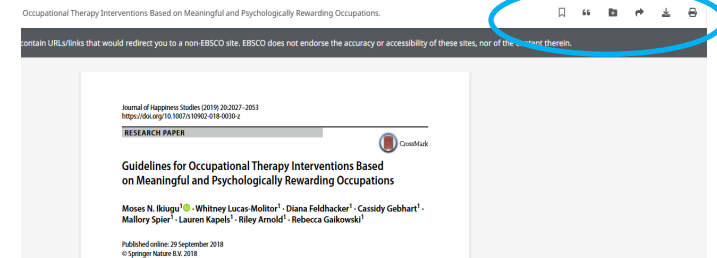 Occupational Therapy Interventions Based on Meaningful and Psychologically Rewarding Occupations.
contain URLs/links that would redirect you to a non-EBSCO site. EBSCO does not endorse the accuracy or accessibility of these sites, nor of the content therein.
Journal of Happiness Studies (2019) 20:2027–2053
https://doi.org/10.1007/s10902-018-0030-z
RESEARCH PAPER
CrossMark
Guidelines for Occupational Therapy Interventions Based
on Meaningful and Psychologically Rewarding Occupations
Moses N. Ikiugu1 · Whitney Lucas-Molitor1 · Diana Feldhacker1 · Cassidy Gebhart1 ·
Mallory Spier1 · Lauren Kapels1 · Riley Arnold1 · Rebecca Gaikowski1
Published online: 29 September 2018
© Springer Nature B.V. 2018